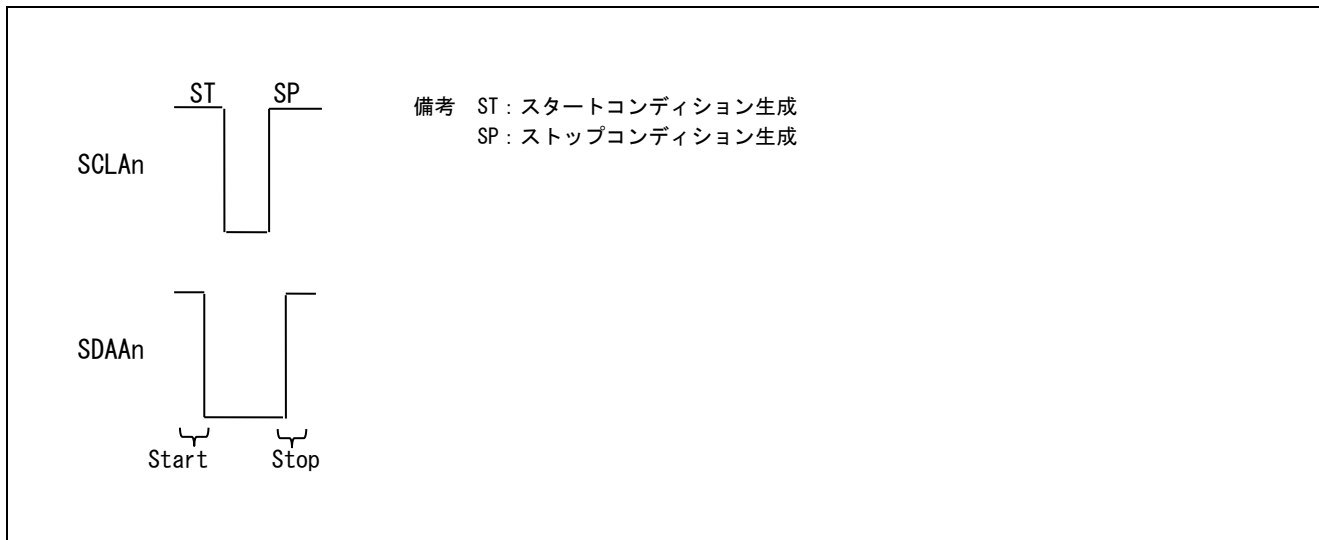 ST SP
備考 ST：スタートコンディション生成
SP：ストップコンディション生成
SCLAn
SDAAn
Start Stop